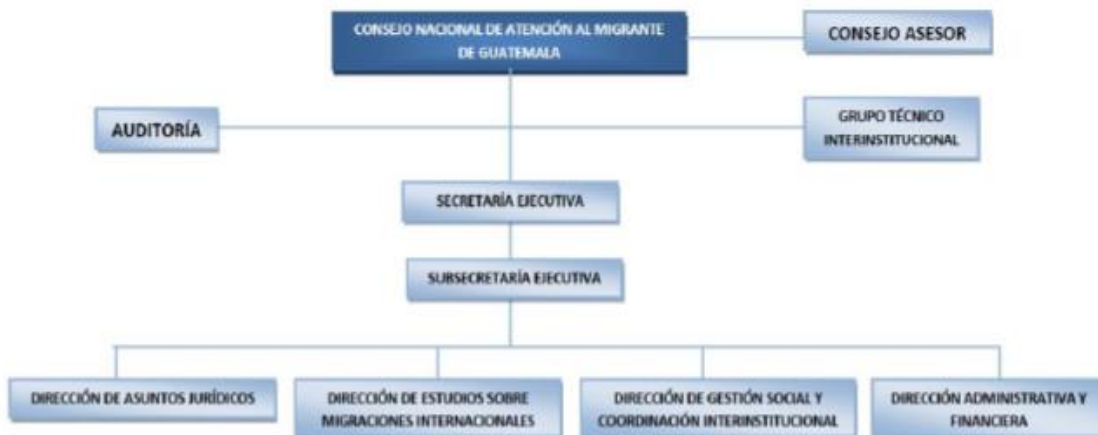 CONSEJO NACIONAL DE ATENCIÓN AL MIGRANTE
DE GUATEMALA
CONSEJO ASESOR
AUDITORÍA
GRUPO TÉCNICO
INTERINSTITUCIONAL
SECRETARÍA EJECUTIVA
SUBSECRETARÍA EJECUTIVA
DIRECCIÓN DE ASUNTOS JURÍDICOS
DIRECCIÓN DE ESTUDIOS SOBRE
MIGRACIONES INTERNACIONALES
DIRECCIÓN DE GESTIÓN SOCIAL Y
COORDINACIÓN INTERINSTITUCIONAL
DIRECCIÓN ADMINISTRATIVA Y
FINANCIERA